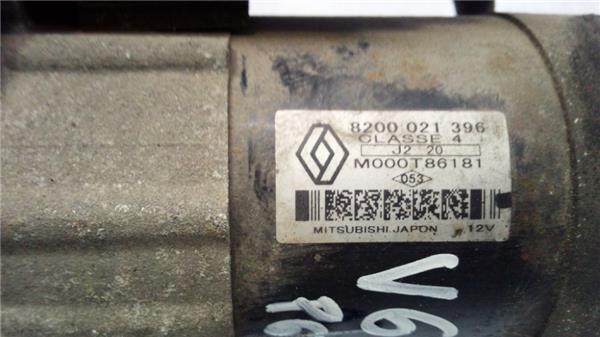 8200 021 396
CLASSE 4
J2 20
M000T86181
053
MITSUBISHI.JAPON 12V
V6